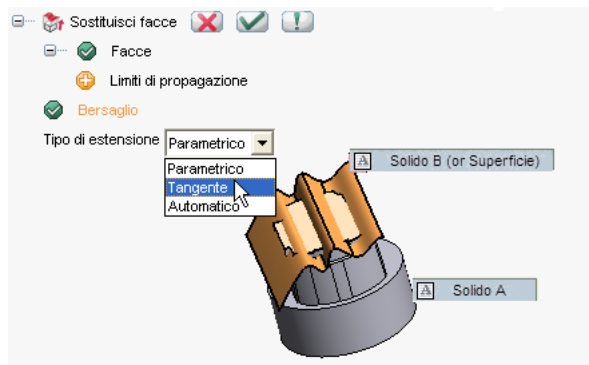 Sostituisci facce
Facce
Limiti di propagazione
Bersaglio
Tipo di estensione Parametrico
Parametrico
Tangente
Automatico
A Solido B (or Superficie)
A Solido A